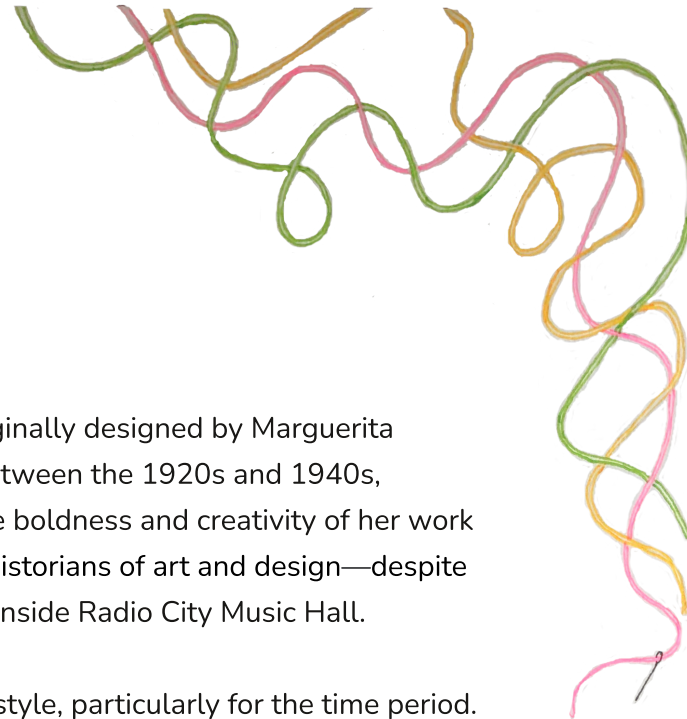 ginally designed by Marguerita
tween the 1920s and 1940s,
e boldness and creativity of her work
istorians of art and design—despite
nside Radio City Music Hall.
style, particularly for the time period.